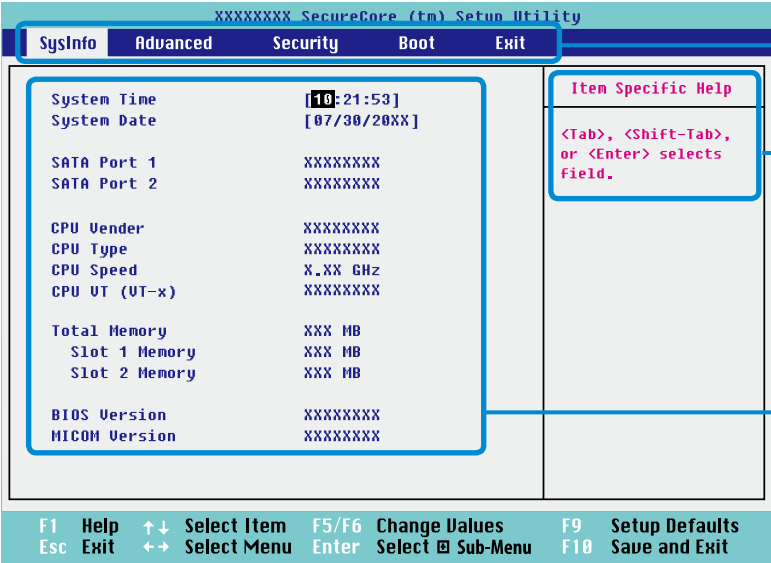 XXXXXXXX SecureCore (tm) Setup Utility
SysInfo Advanced Security Boot Exit
System Time [10:21:53]
System Date [07/30/20XX]
SATA Port 1 XXXXXXXX
SATA Port 2 XXXXXXXX
CPU Vender XXXXXXXX
CPU Type XXXXXXXX
CPU Speed X.XX GHz
CPU VT (VT-x) XXXXXXXX
Total Memory XXX MB
Slot 1 Memory XXX MB
Slot 2 Memory XXX MB
BIOS Version XXXXXXXX
MICOM Version XXXXXXXX
Item Specific Help
<Tab>, <Shift-Tab>,
or <Enter> selects
field.
F1 Help ↑↓ Select Item F5/F6 Change Values F9 Setup Defaults
Esc Exit ←→ Select Menu Enter Select Sub-Menu F10 Save and Exit